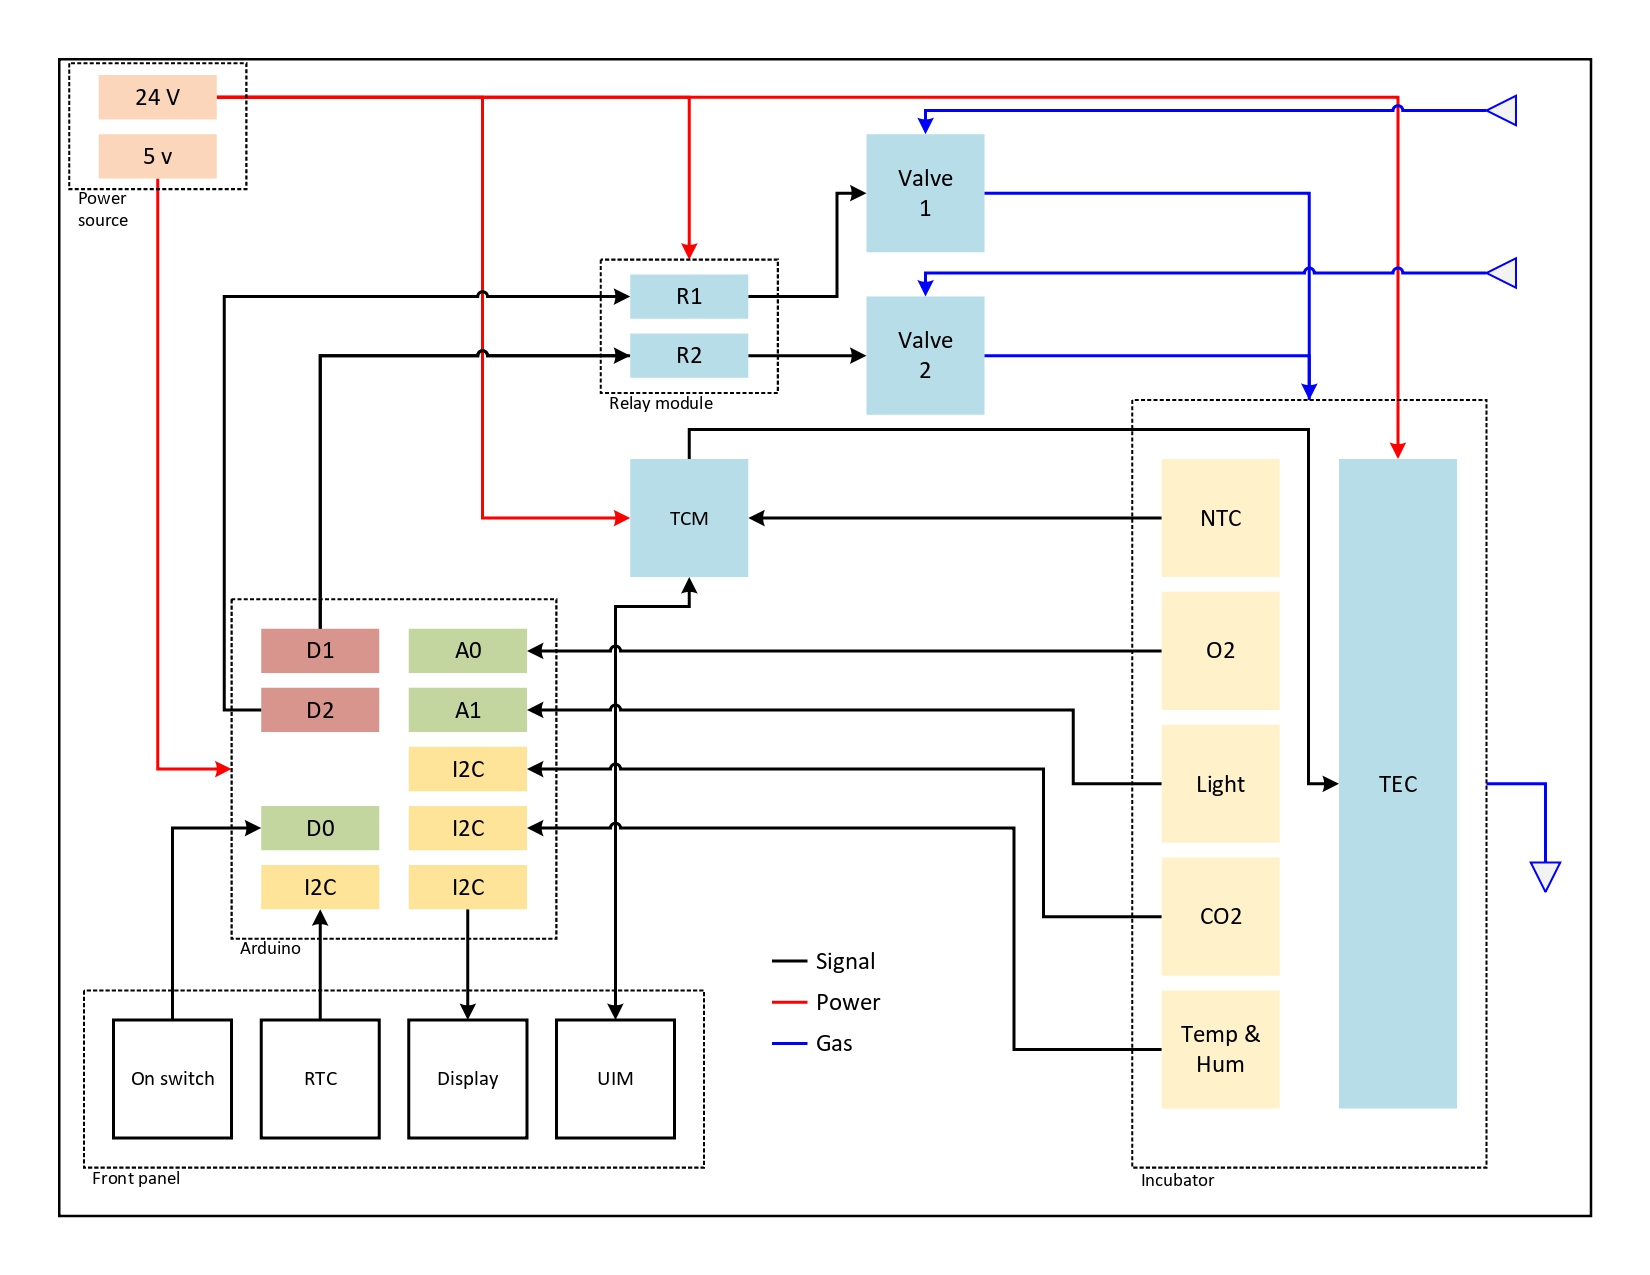 24 V
5 v
Power
source
Valve
1
R1
R2
Relay module
Valve
2
TCM
NTC
O2
Light
CO2
Temp &
Hum
TEC
Incubator
D1
A0
D2
A1
I2C
D0
I2C
I2C
I2C
Arduino
Signal
Power
Gas
On switch
RTC
Display
UIM
Front panel